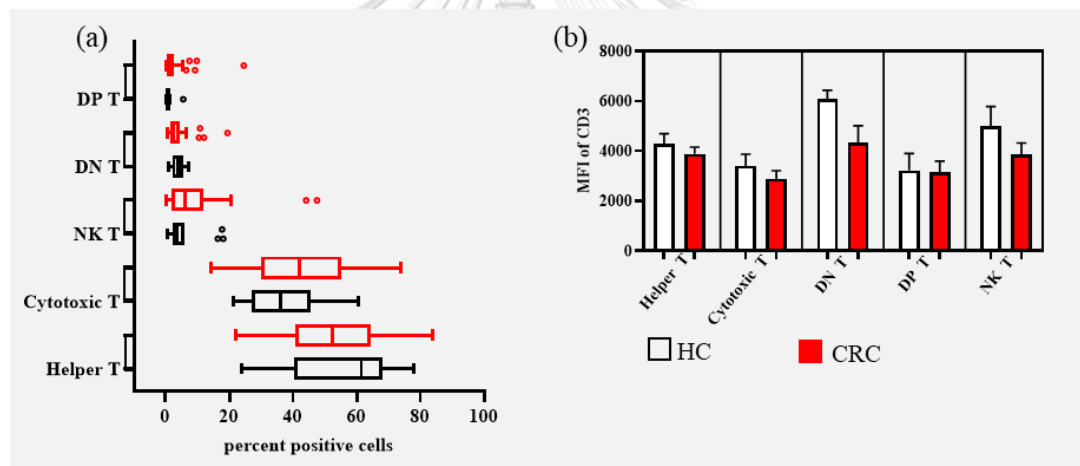 (a)
DP T
DN T
NK T
Cytotoxic T
Helper T
0 20 40 60 80 100
percent positive cells
(b)
8000
6000
4000
2000
0
MFI of CD3
Helper T
Cytotoxic T
DN T
DP T
NK T
HC
CRC